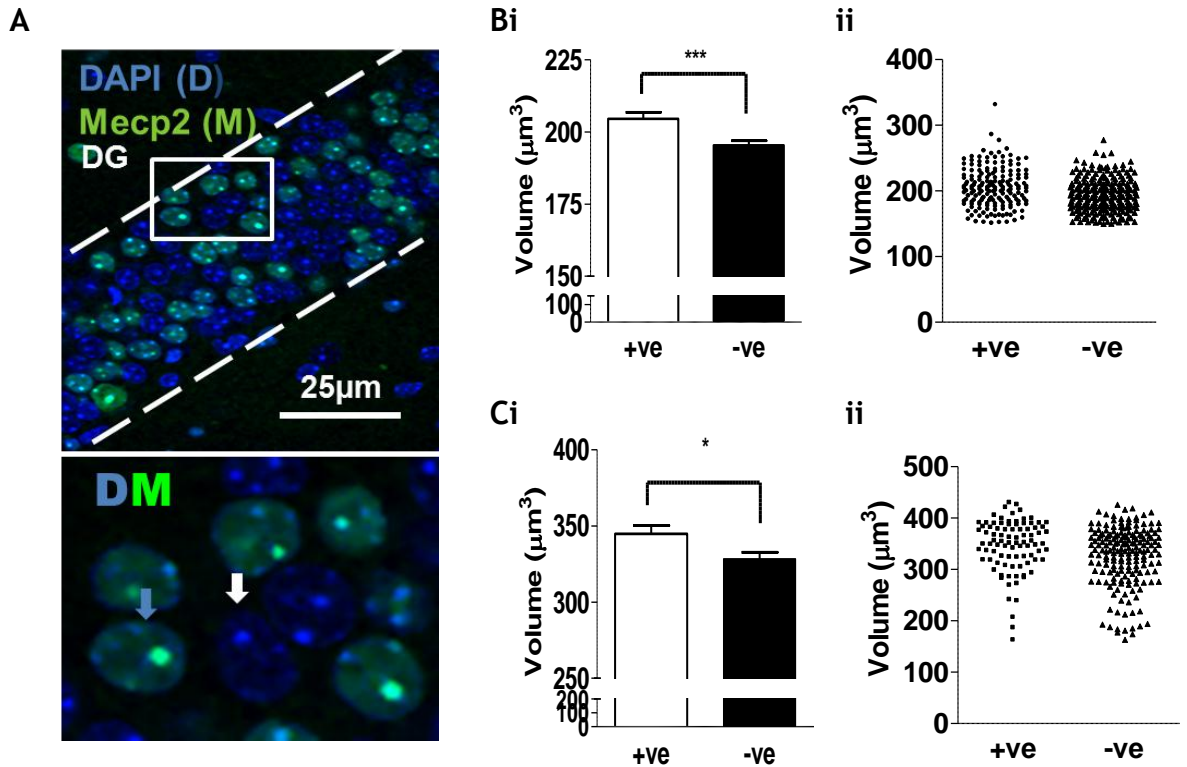 A
DAPI (D)
Mecp2 (M)
DG
25µm
DM
Bi
Volume (µm³)
225
200
175
150
100
0
***
+ve
-ve
ii
Volume (µm³)
400
300
200
100
0
+ve
-ve
Ci
Volume (µm³)
400
350
300
250
200
100
0
*
+ve
-ve
ii
Volume (µm³)
500
400
300
200
100
0
+ve
-ve